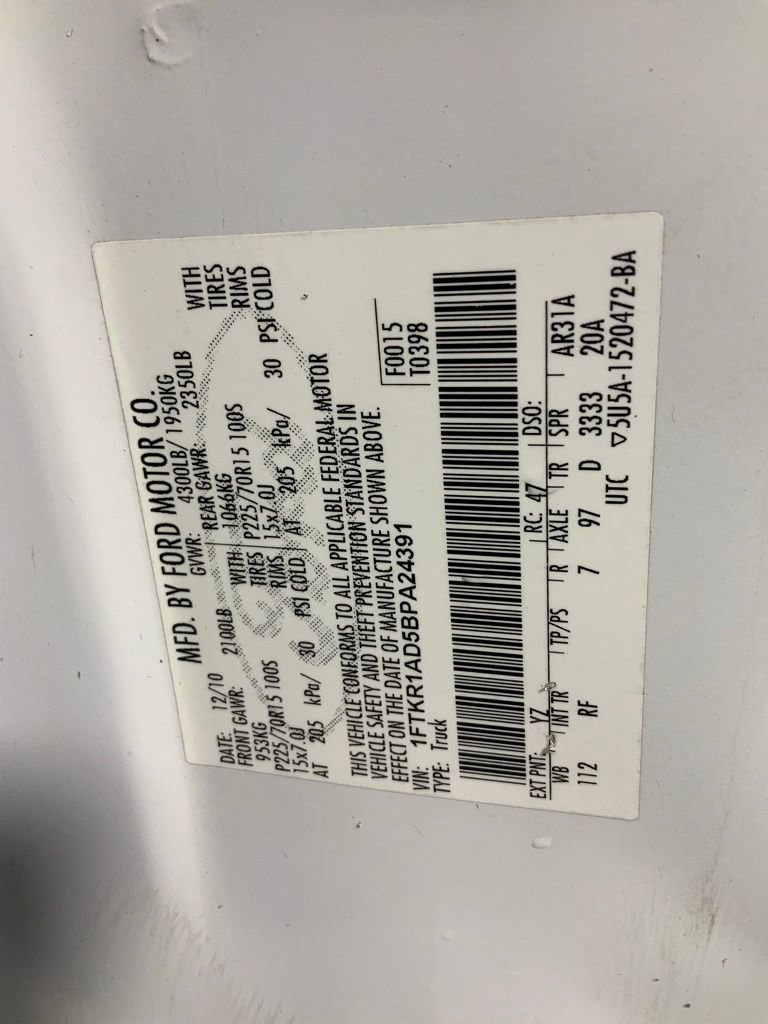 MFD. BY FORD MOTOR CO.
DATE: 12/10 GVWR: 4300LB/ 1950KG
FRONT GAWR: 2100LB REAR GAWR: 2350LB
953KG WITH 1066KG WITH
P225/70R15 100S TIRES P225/70R15 100S TIRES
15x7.0J RIMS 15x7.0J RIMS
AT 205 kPa/ 30 PSI COLD AT 205 kPa/ 30 PSI COLD
THIS VEHICLE CONFORMS TO ALL APPLICABLE FEDERAL MOTOR
VEHICLE SAFETY AND THEFT PREVENTION STANDARDS IN
EFFECT ON THE DATE OF MANUFACTURE SHOWN ABOVE.
VIN: 1FTKR1AD5BPA24391 F0015
TYPE: Truck T0398
EXT PNT: YZ RC: 47 DSO:
WB INT TR TP/PS R AXLE TR SPR AR31A
112 RF 7 97 D 3333 20A
UTC ▽5U5A-1520472-BA